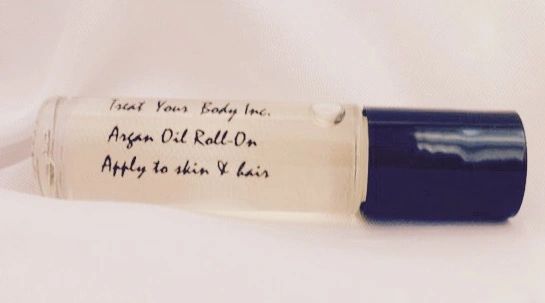 Treat Your Body Inc.
Argan Oil Roll-On
Apply to skin & hair